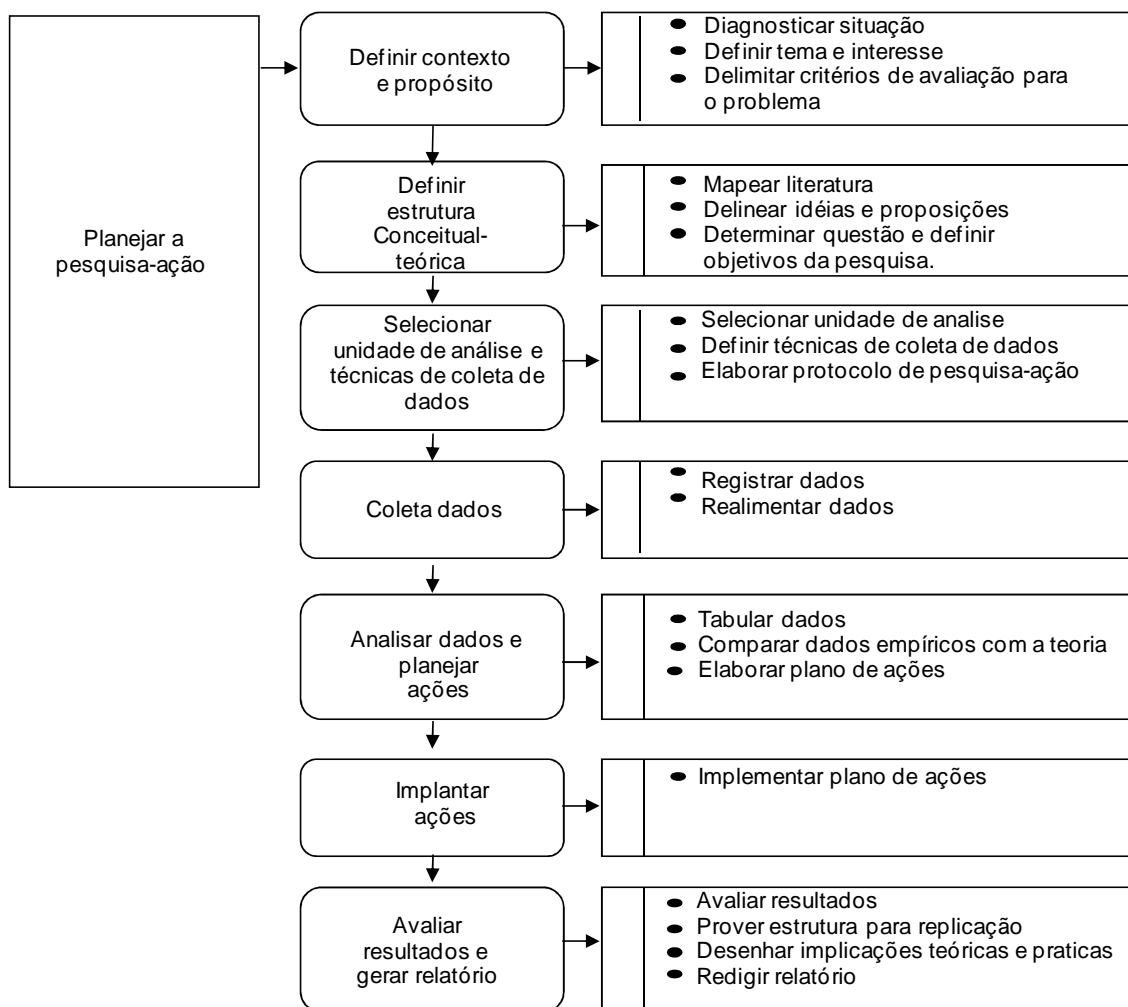 Planejar a
pesquisa-ação
Definir contexto
e propósito
Diagnosticar situação
Definir tema e interesse
Delimitar critérios de avaliação para
o problema
Definir
estrutura
Conceitual-
teórica
Mapear literatura
Delinear idéias e proposições
Determinar questão e definir
objetivos da pesquisa.
Selecionar
unidade de análise e
técnicas de coleta de
dados
Selecionar unidade de analise
Definir técnicas de coleta de dados
Elaborar protocolo de pesquisa-ação
Coleta dados
Registrar dados
Realimentar dados
Analisar dados e
planejar
ações
Tabular dados
Comparar dados empíricos com a teoria
Elaborar plano de ações
Implantar
ações
Implementar plano de ações
Avaliar
resultados e
gerar relatório
Avaliar resultados
Prover estrutura para replicação
Desenhar implicações teóricas e praticas
Redigir relatório